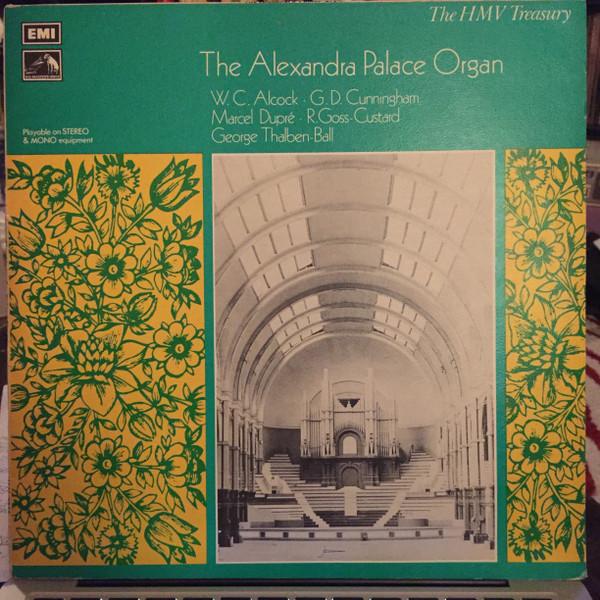 The HMV Treasury
EMI
The Alexandra Palace Organ
W. C. Alcock · G. D. Cunningham
Marcel Dupré · R. Goss-Custard
George Thalben-Ball
Playable on STEREO
& MONO equipment